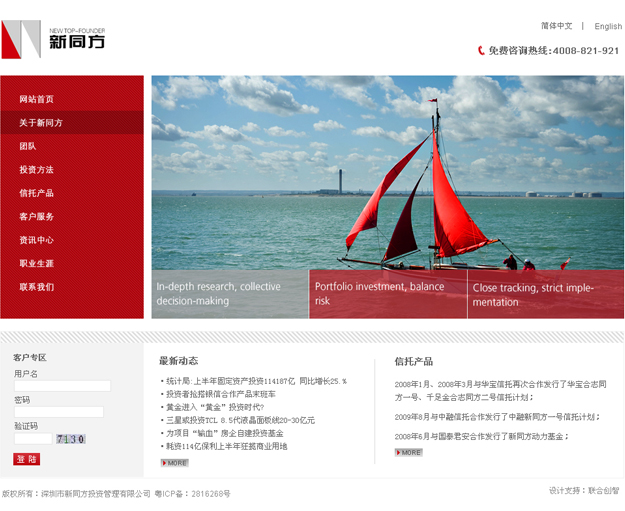 简体中文 | English
NEW TOP-FOUNDER
新同方
免费咨询热线:4008-821-921
网站首页
关于新同方
团队
投资方法
信托产品
客户服务
资讯中心
职业生涯
联系我们
In-depth research, collective
decision-making
Portfolio investment, balance
risk
Close tracking, strict imple-
mentation
客户专区
用户名
密码
验证码
7430
登 陆
最新动态
统计局:上半年固定资产投资114187亿 同比增长25.%
投资者抢搭银信合作产品末班车
黄金进入“黄金”投资时代?
三星或投资TCL 8.5代液晶面板线20-30亿元
为项目“输血”房企自建投资基金
耗资114亿保利上半年狂揽商业用地
MORE
信托产品
2008年1月、2008年3月与华宝信托再次合作发行了华宝合志同
方一号、千足金合志同方二号信托计划；
2009年8月与中融信托合作发行了中融新同方一号信托计划；
2008年6月与国泰君安合作发行了新同方动力基金；
MORE
版权所有：深圳市新同方投资管理有限公司 粤ICP备：2816268号
设计支持：联合创智